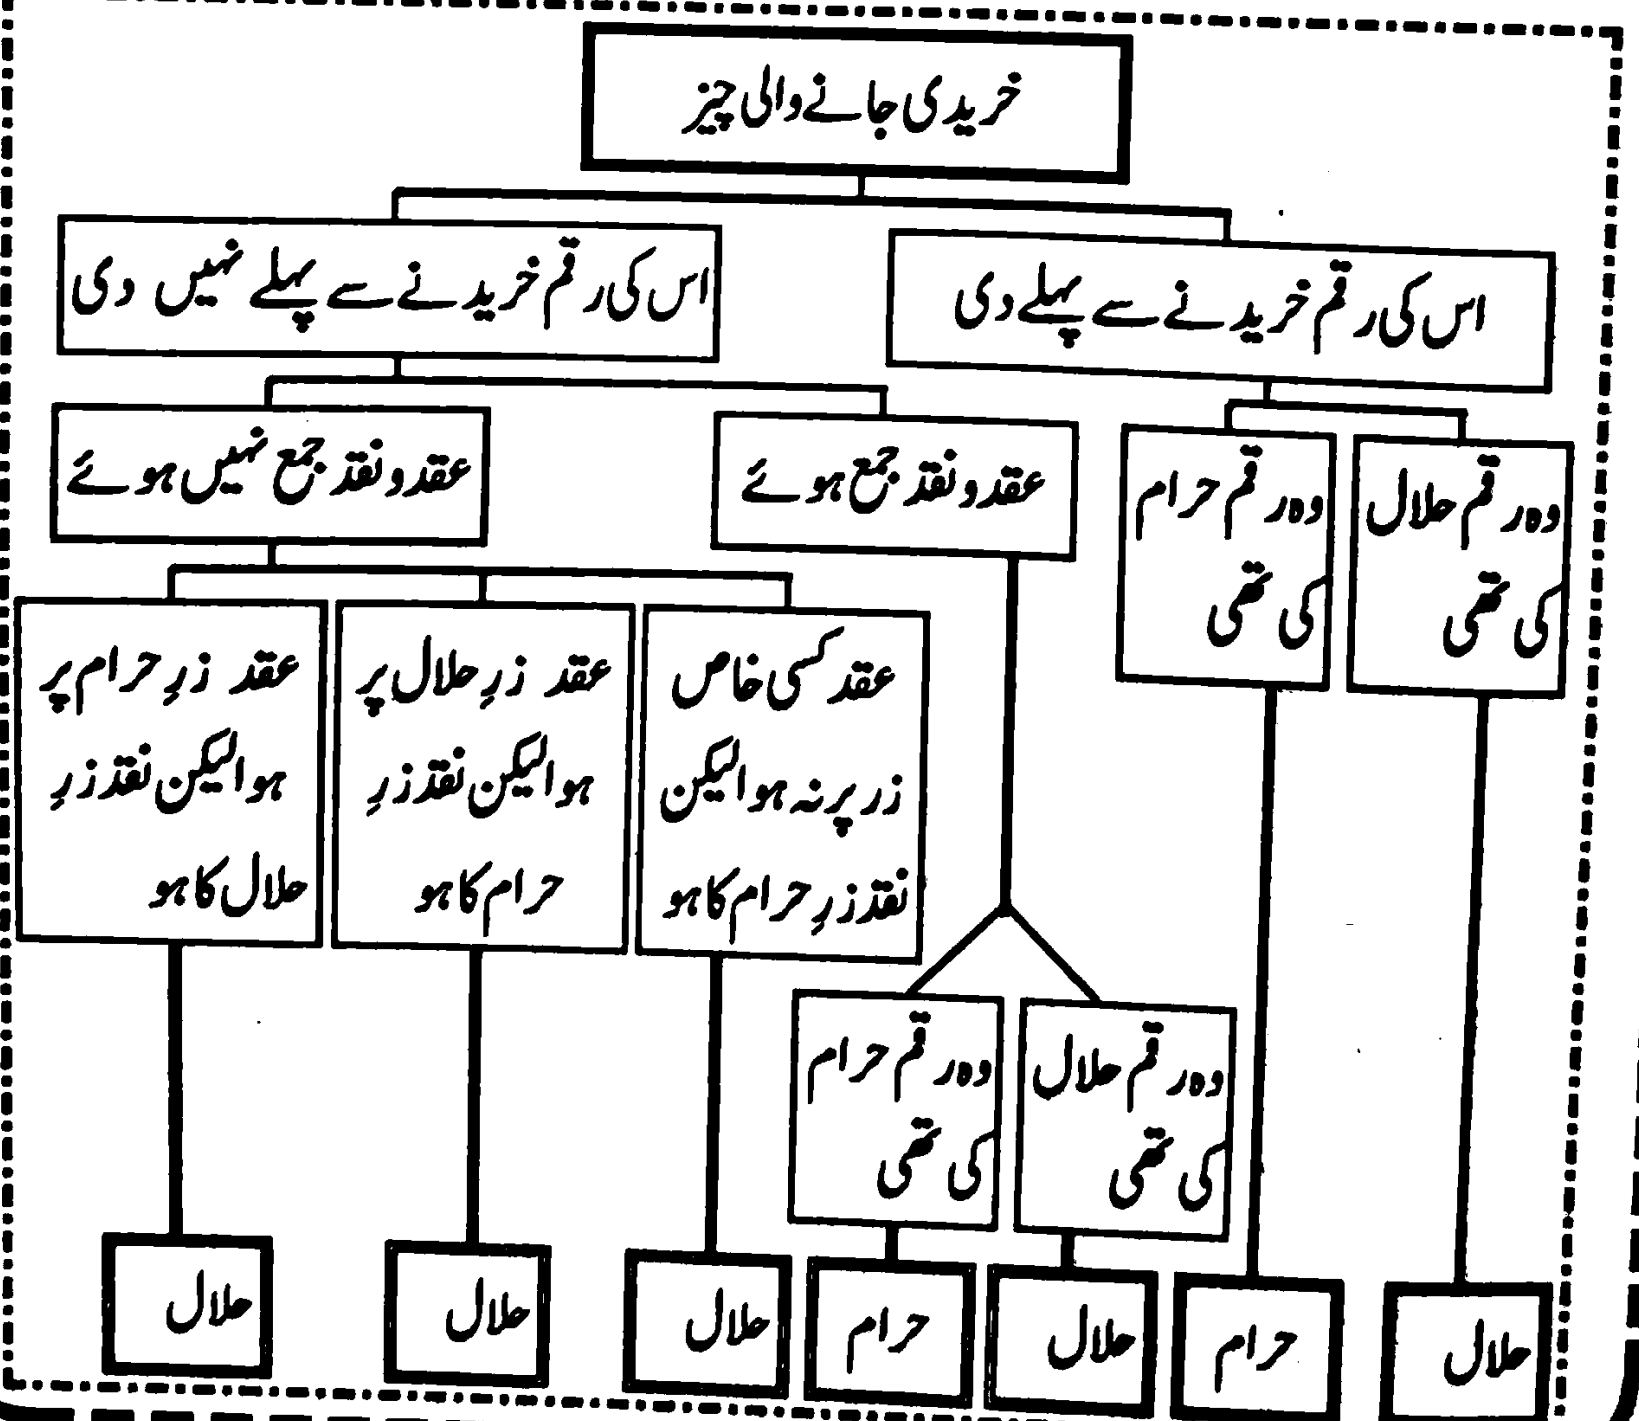 خریدی جانے والی چیز
اس کی رقم خریدنے سے پہلے دی
اس کی رقم خریدنے سے پہلے نہیں دی
وہ رقم حلال
کی تھی
وہ رقم حرام
کی تھی
عقد و نقد جمع ہوئے
عقد و نقد جمع نہیں ہوئے
عقد کسی خاص
زر پر نہ ہو لیکن
نقد زرِ حرام کا ہو
عقد زرِ حلال پر
ہو لیکن نقد زرِ
حرام کا ہو
عقد زرِ حرام پر
ہو لیکن نقد زرِ
حلال کا ہو
وہ رقم حلال
کی تھی
وہ رقم حرام
کی تھی
حلال
حرام
حلال
حرام
حلال
حلال
حلال